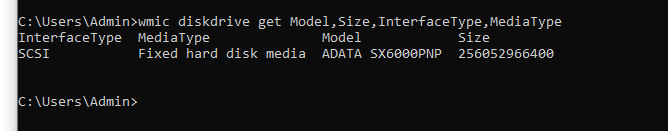 C:\Users\Admin>wmic diskdrive get Model,Size,InterfaceType,MediaType
InterfaceType  MediaType              Model             Size
SCSI           Fixed hard disk media  ADATA SX6000PNP  256052966400
C:\Users\Admin>